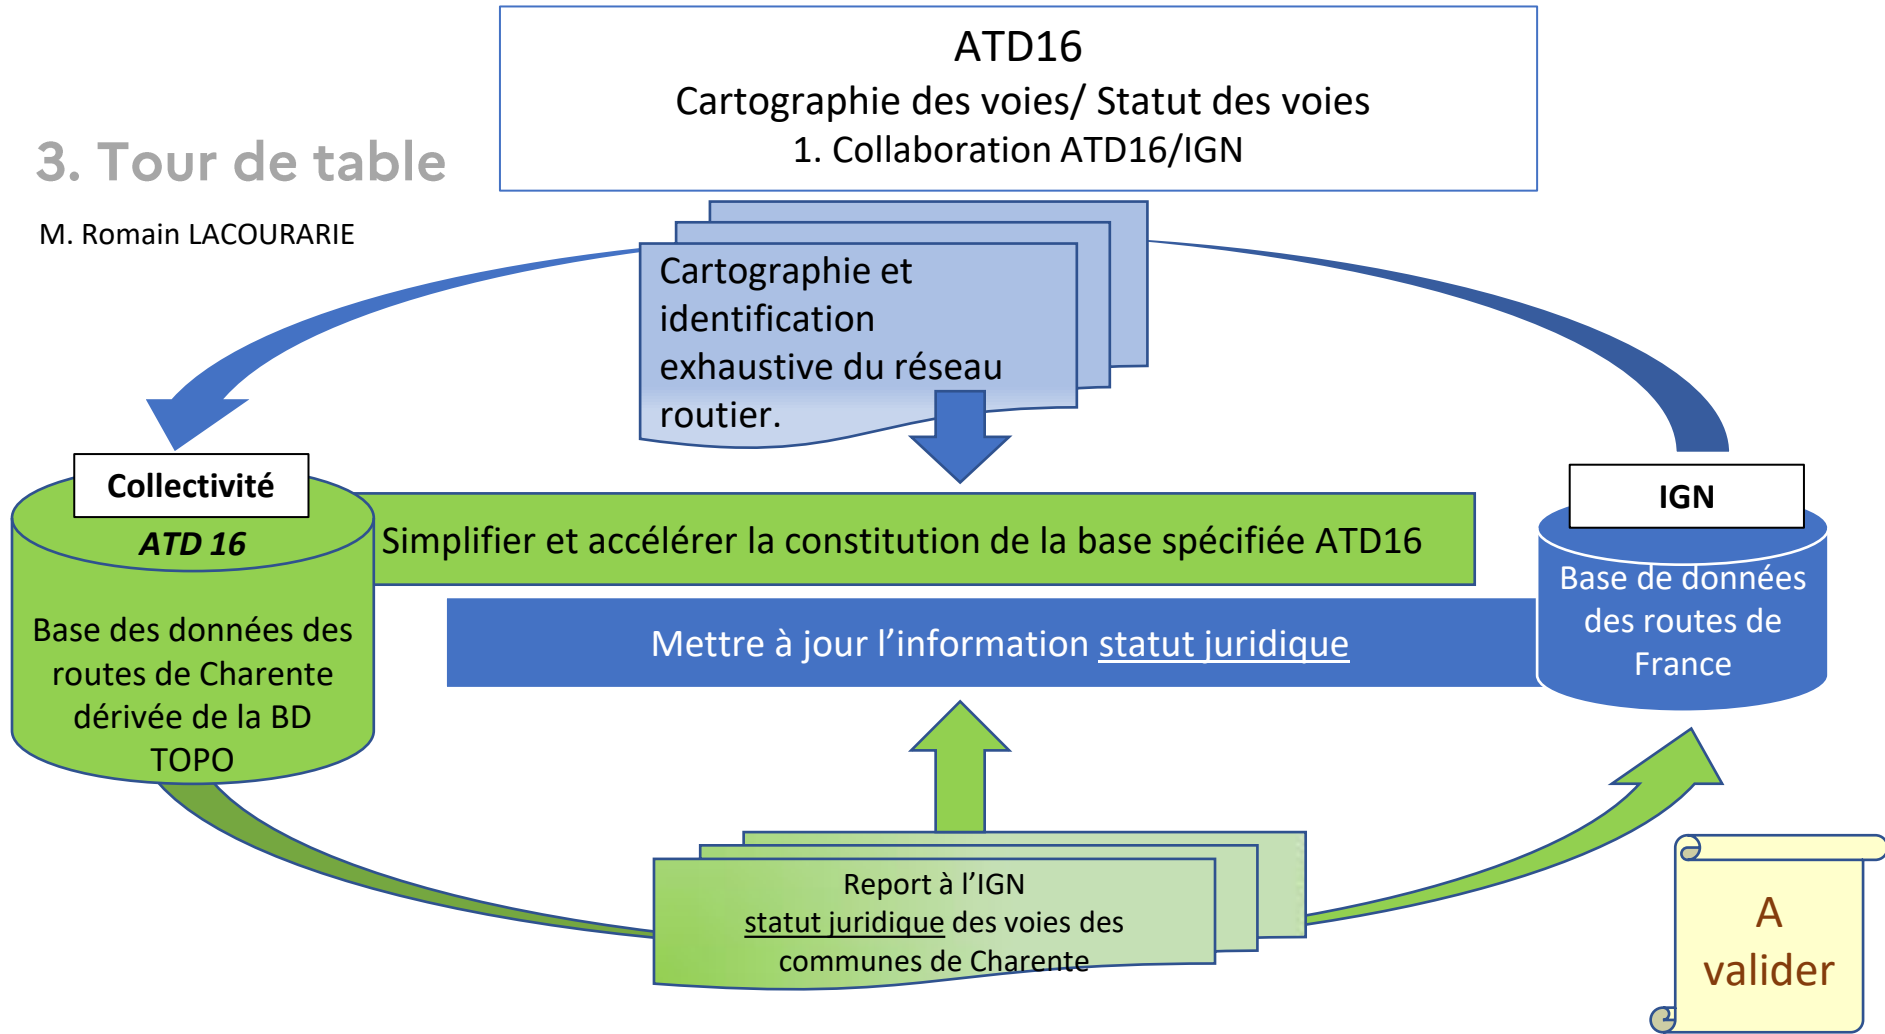 ATD16
Cartographie des voies/ Statut des voies
1. Collaboration ATD16/IGN
3. Tour de table
M. Romain LACOURARIE
Cartographie et
identification
exhaustive du réseau
routier.
Collectivité
ATD 16
Base des données des
routes de Charente
dérivée de la BD
TOPO
Simplifier et accélérer la constitution de la base spécifiée ATD16
Mettre à jour l’information statut juridique
IGN
Base de données
des routes de
France
Report à l’IGN
statut juridique des voies des
communes de Charente
A
valider